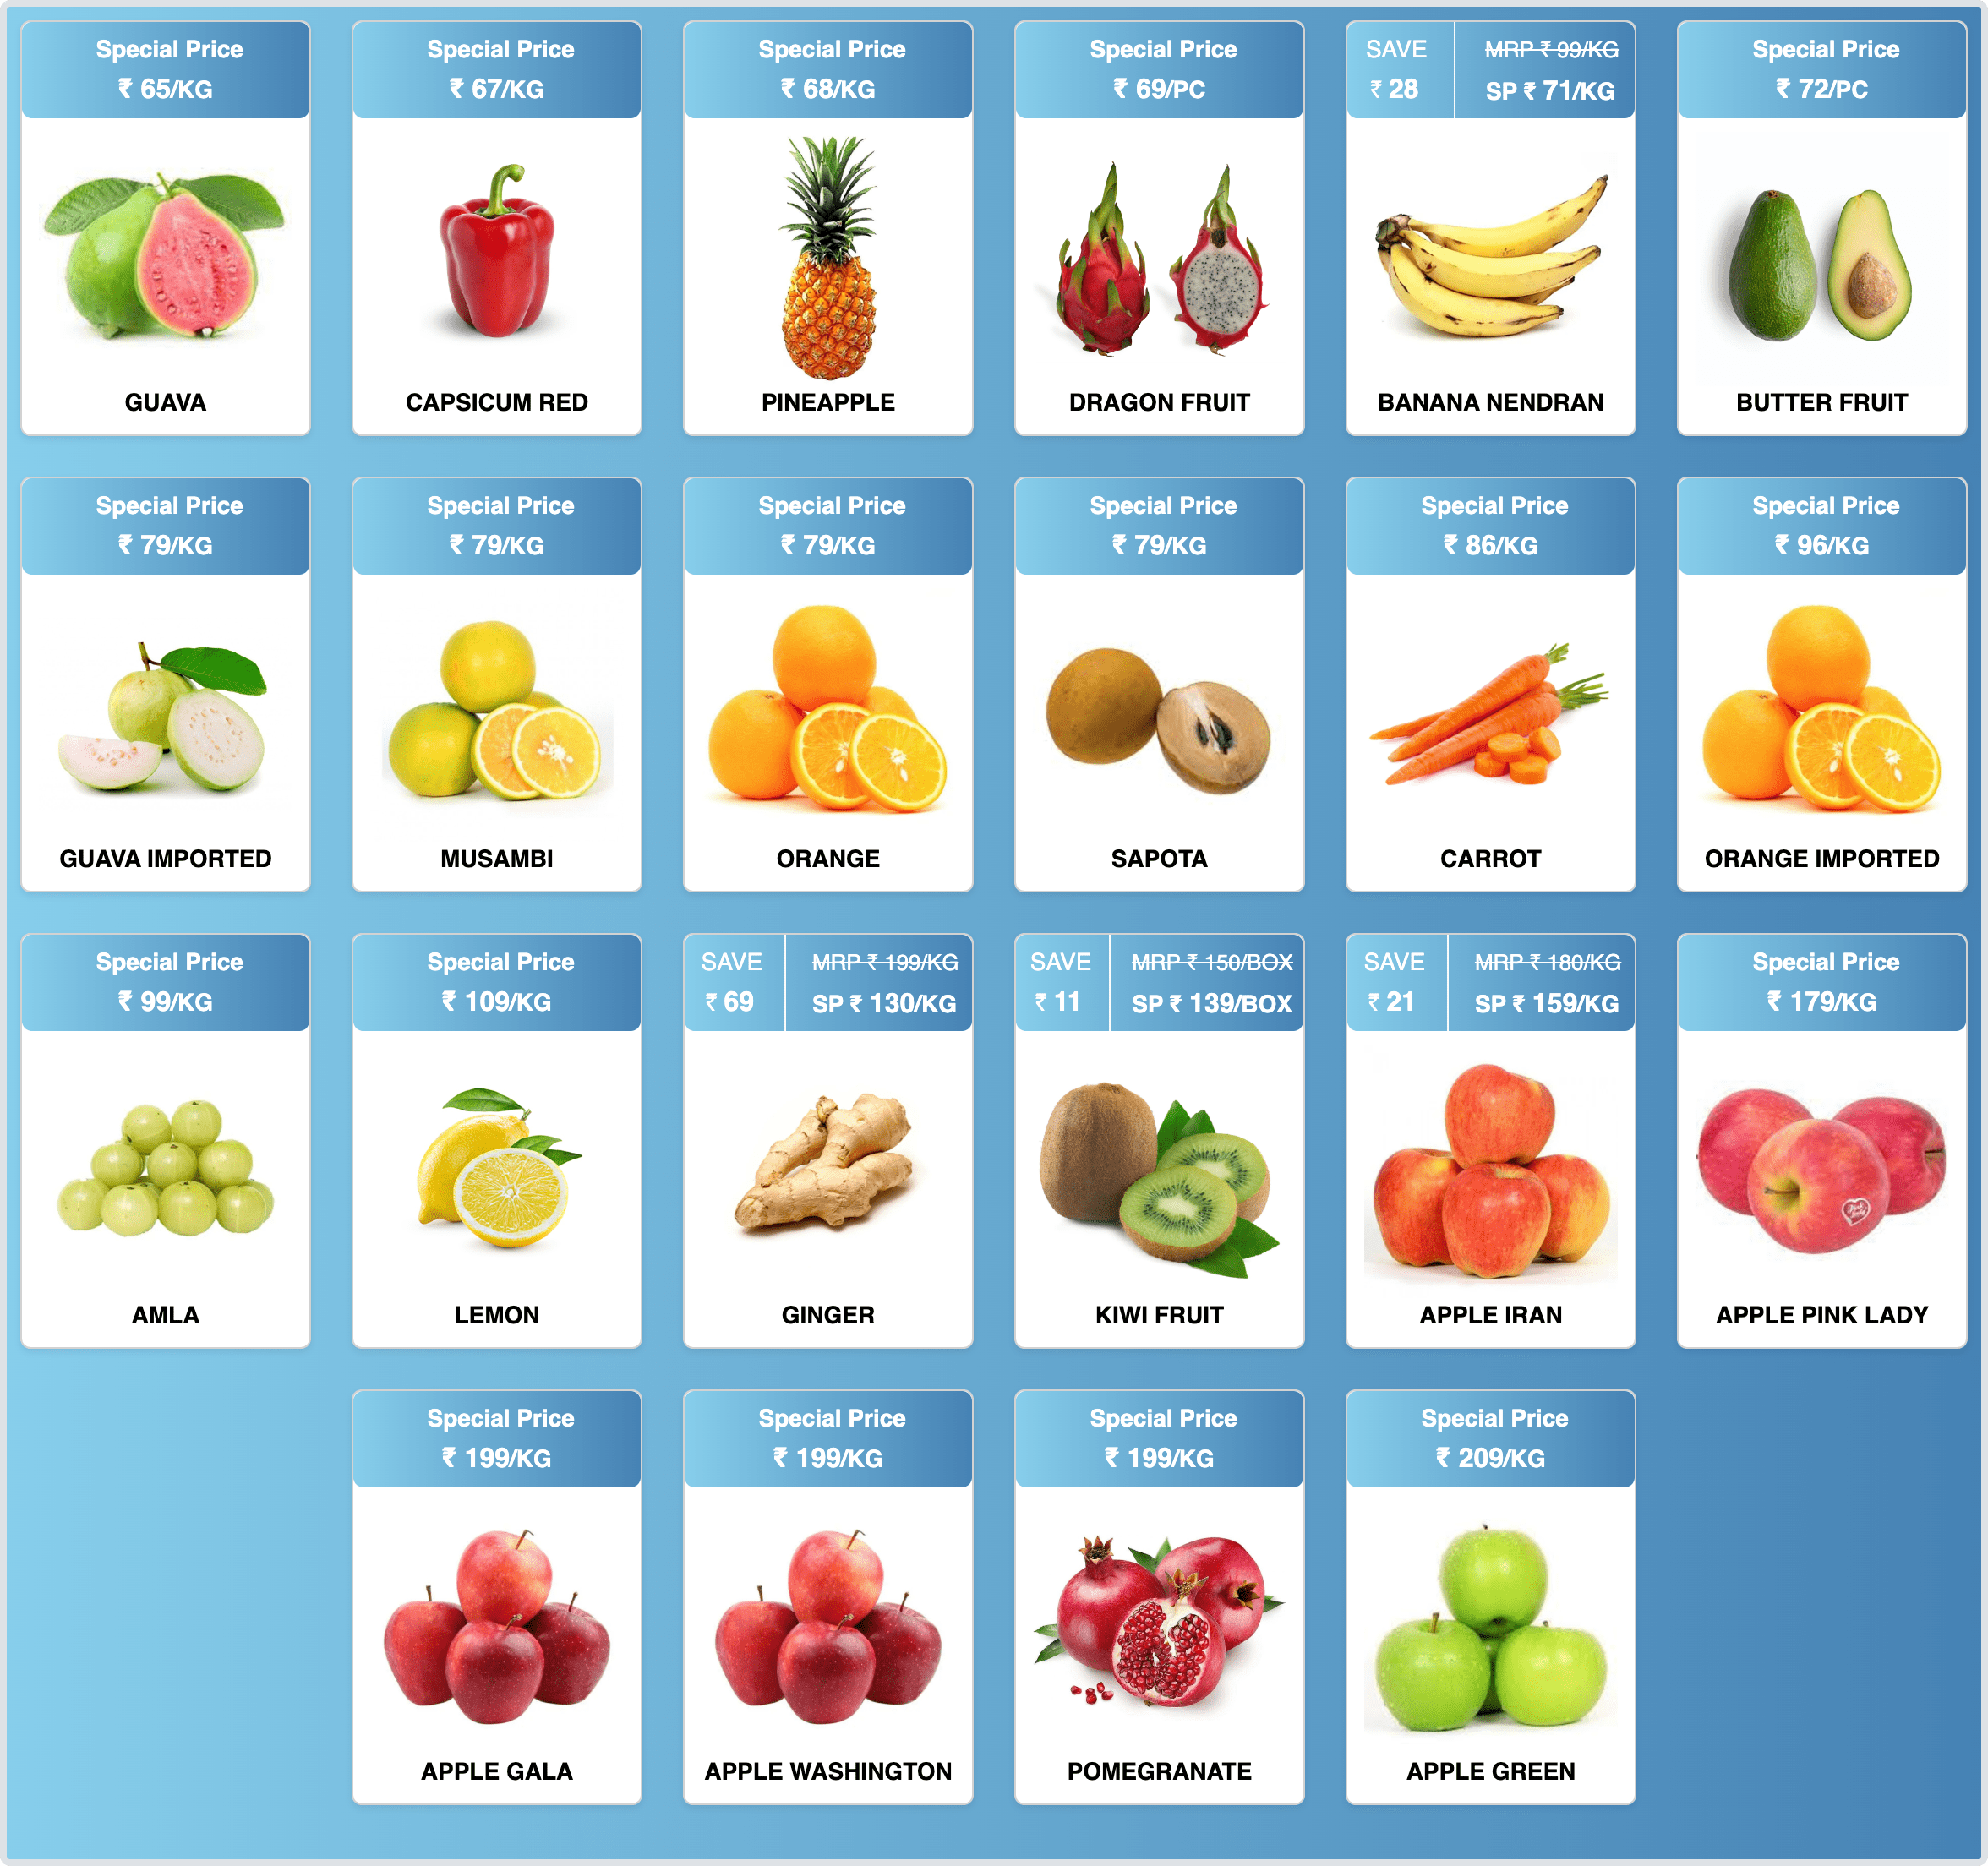 Special Price
₹ 65/KG
GUAVA
Special Price
₹ 67/KG
CAPSICUM RED
Special Price
₹ 68/KG
PINEAPPLE
Special Price
₹ 69/PC
DRAGON FRUIT
SAVE
₹ 28
MRP ₹ 99/KG
SP ₹ 71/KG
BANANA NENDRAN
Special Price
₹ 72/PC
BUTTER FRUIT
Special Price
₹ 79/KG
GUAVA IMPORTED
Special Price
₹ 79/KG
MUSAMBI
Special Price
₹ 79/KG
ORANGE
Special Price
₹ 79/KG
SAPOTA
Special Price
₹ 86/KG
CARROT
Special Price
₹ 96/KG
ORANGE IMPORTED
Special Price
₹ 99/KG
AMLA
Special Price
₹ 109/KG
LEMON
SAVE
₹ 69
MRP ₹ 199/KG
SP ₹ 130/KG
GINGER
SAVE
₹ 11
MRP ₹ 150/BOX
SP ₹ 139/BOX
KIWI FRUIT
SAVE
₹ 21
MRP ₹ 180/KG
SP ₹ 159/KG
APPLE IRAN
Special Price
₹ 179/KG
Pink
Lady
APPLE PINK LADY
Special Price
₹ 199/KG
APPLE GALA
Special Price
₹ 199/KG
APPLE WASHINGTON
Special Price
₹ 199/KG
POMEGRANATE
Special Price
₹ 209/KG
APPLE GREEN